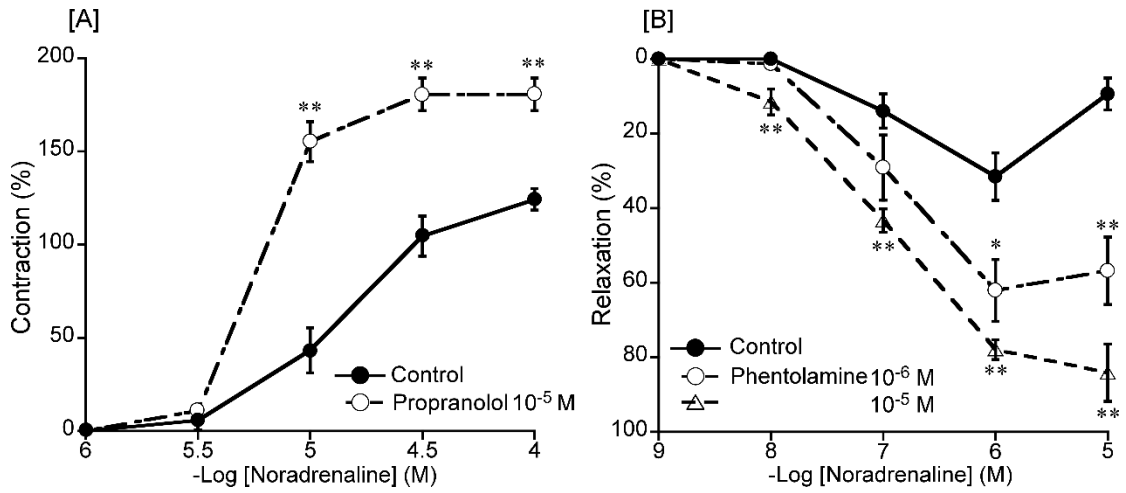 [A]
200
150
100
50
0
Contraction (%)
**
**
**
Control
Propranolol 10⁻⁵ M
6
5.5
5
4.5
4
-Log [Noradrenaline] (M)
[B]
0
20
40
60
80
100
Relaxation (%)
**
**
*
**
**
**
Control
Phentolamine 10⁻⁶ M
10⁻⁵ M
9
8
7
6
5
-Log [Noradrenaline] (M)